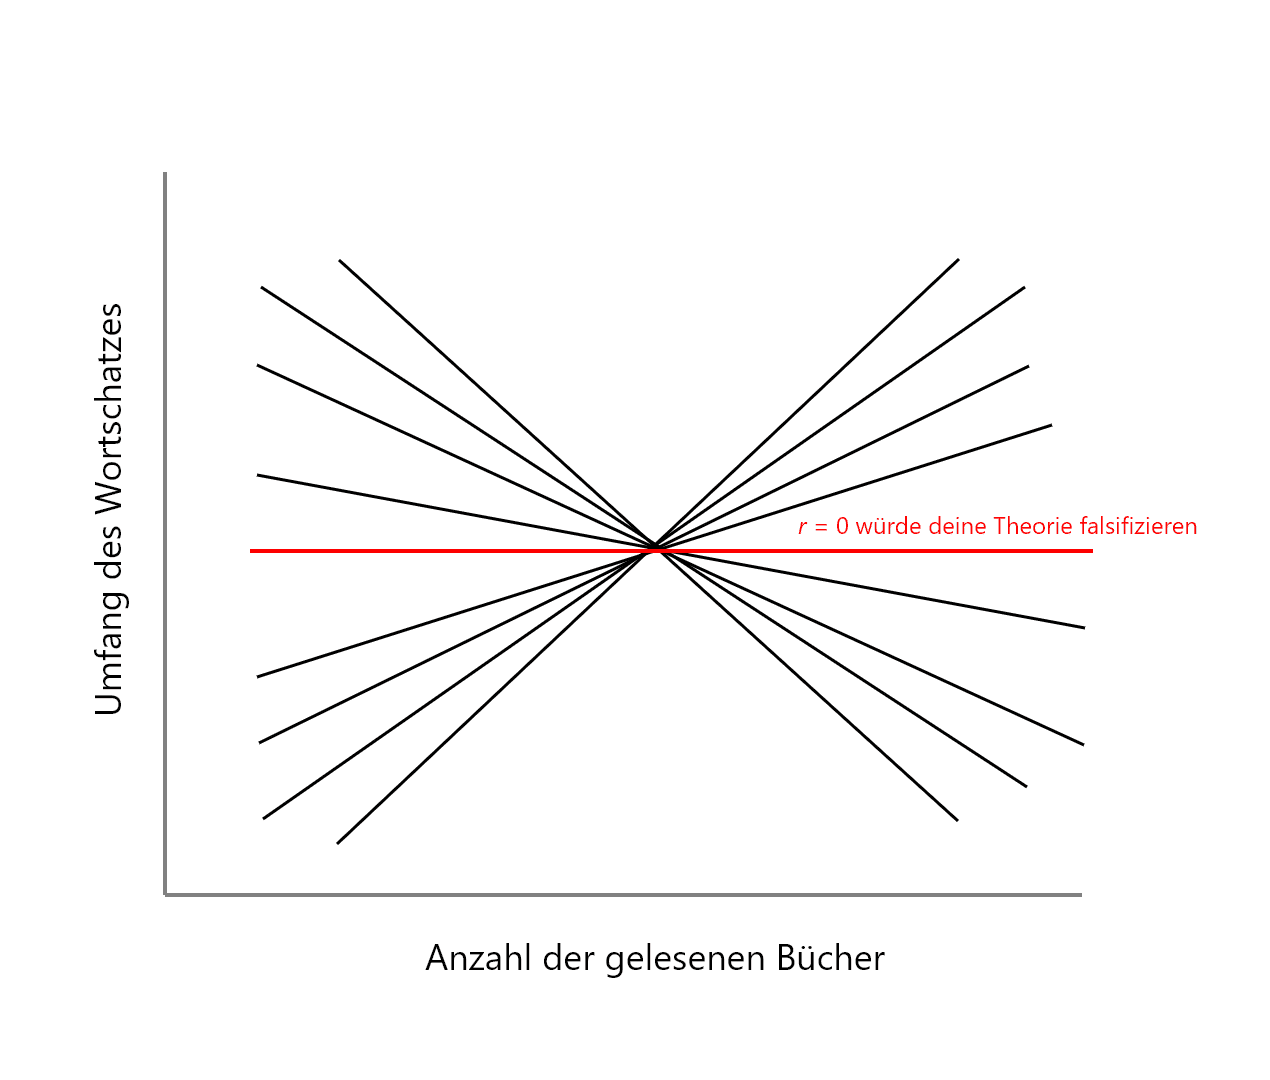 Umfang des Wortschatzes
r = 0 würde deine Theorie falsifizieren
Anzahl der gelesenen Bücher